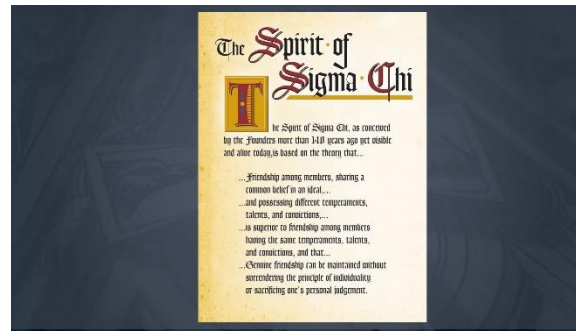 The Spirit of
Sigma Chi
The Spirit of Sigma Chi, as conceived
by the Founders more than 140 years ago yet visible
and alive today,is based on the theory that...
...Friendship among members, sharing a
common belief in an ideal,...
...and possessing different temperaments,
talents, and convictions,...
...is superior to friendship among members
having the same temperaments, talents,
and convictions, and that...
...Genuine friendship can be maintained without
surrendering the principle of individuality
or sacrificing one's personal judgement.